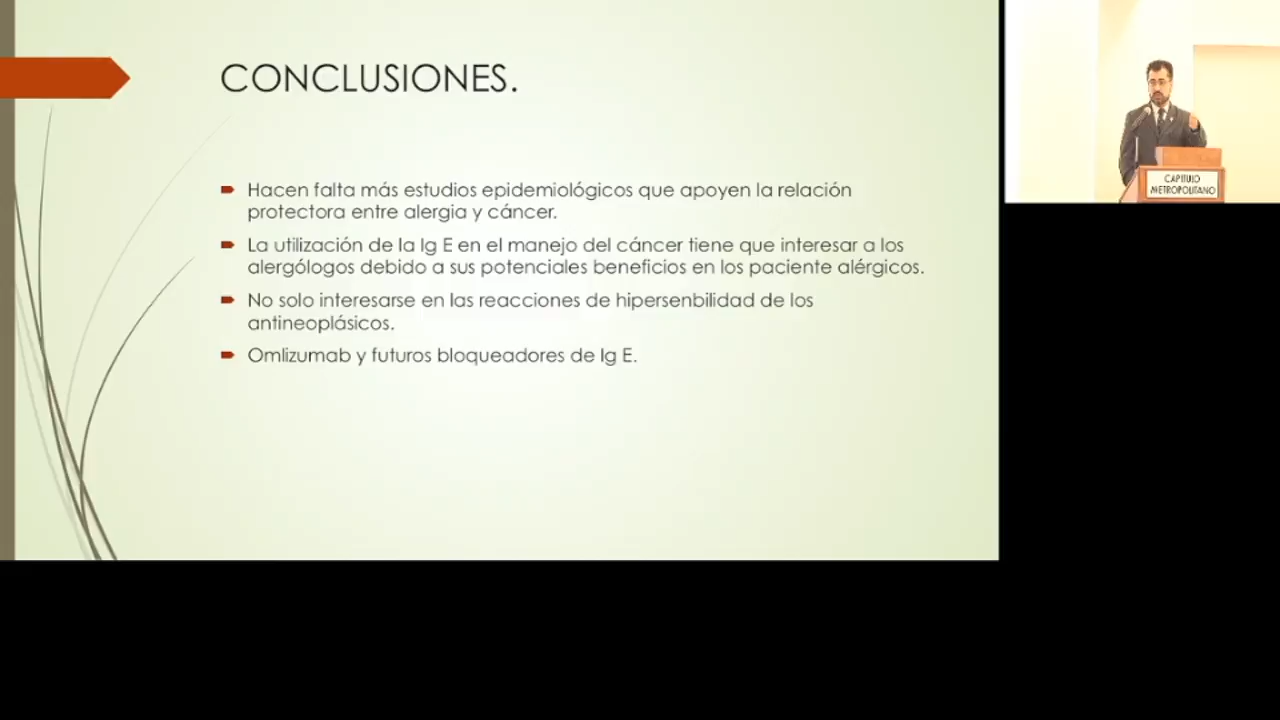 CONCLUSIONES.
Hacen falta más estudios epidemiológicos que apoyen la relación
protectora entre alergia y cáncer.
La utilización de la Ig E en el manejo del cáncer tiene que interesar a los
alergólogos debido a sus potenciales beneficios en los paciente alérgicos.
No solo interesarse en las reacciones de hipersenbilidad de los
antineoplásicos.
Omlizumab y futuros bloqueadores de Ig E.
CAPITULO
METROPOLITANO